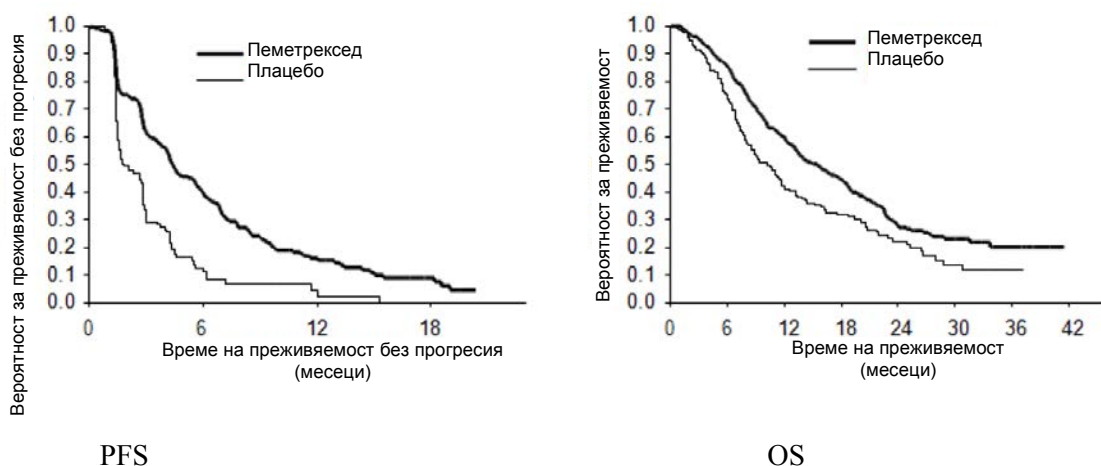 Вероятност за преживяемост без прогресия
1.0
0.9
0.8
0.7
0.6
0.5
0.4
0.3
0.2
0.1
0.0
Пеметрексед
Плацебо
0 6 12 18
Време на преживяемост без прогресия
(месеци)
PFS
Вероятност за преживяемост
1.0
0.9
0.8
0.7
0.6
0.5
0.4
0.3
0.2
0.1
0.0
Пеметрексед
Плацебо
0 6 12 18 24 30 36 42
Време на преживяемост
(месеци)
OS